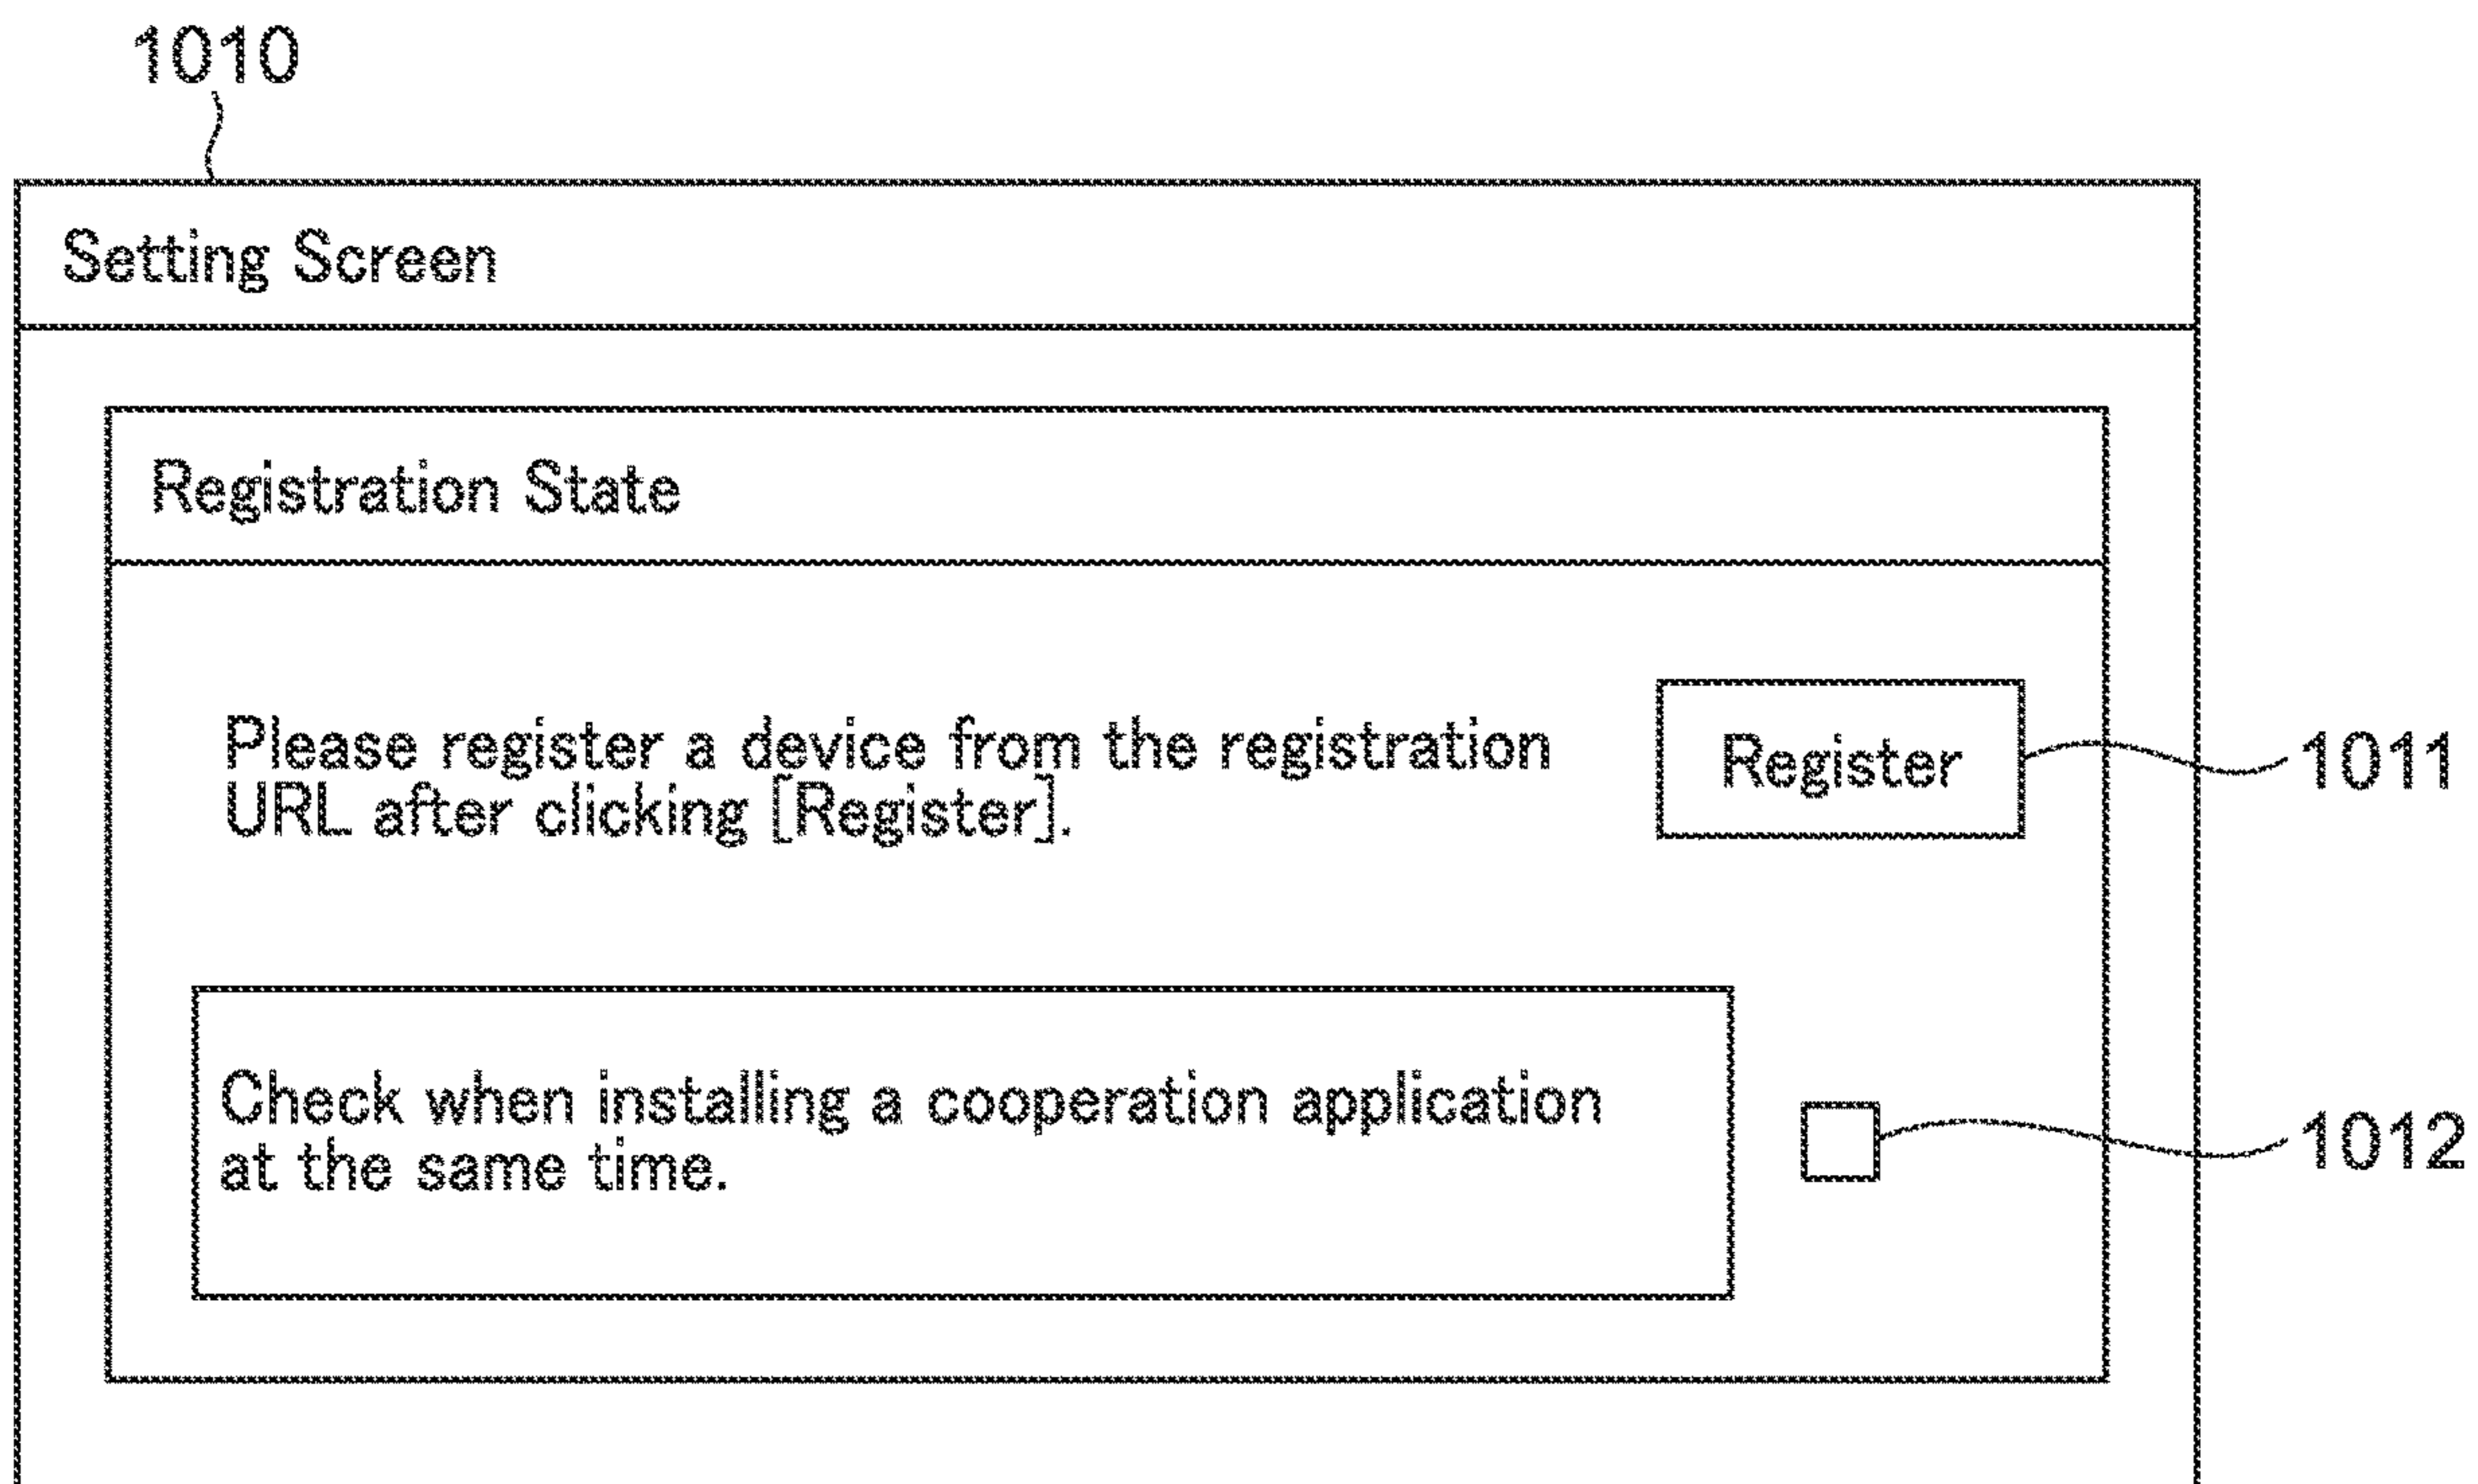 1010
Setting Screen
Registration State
Please register a device from the registration
URL after clicking [Register].
Register
1011
Check when installing a cooperation application
at the same time.
1012